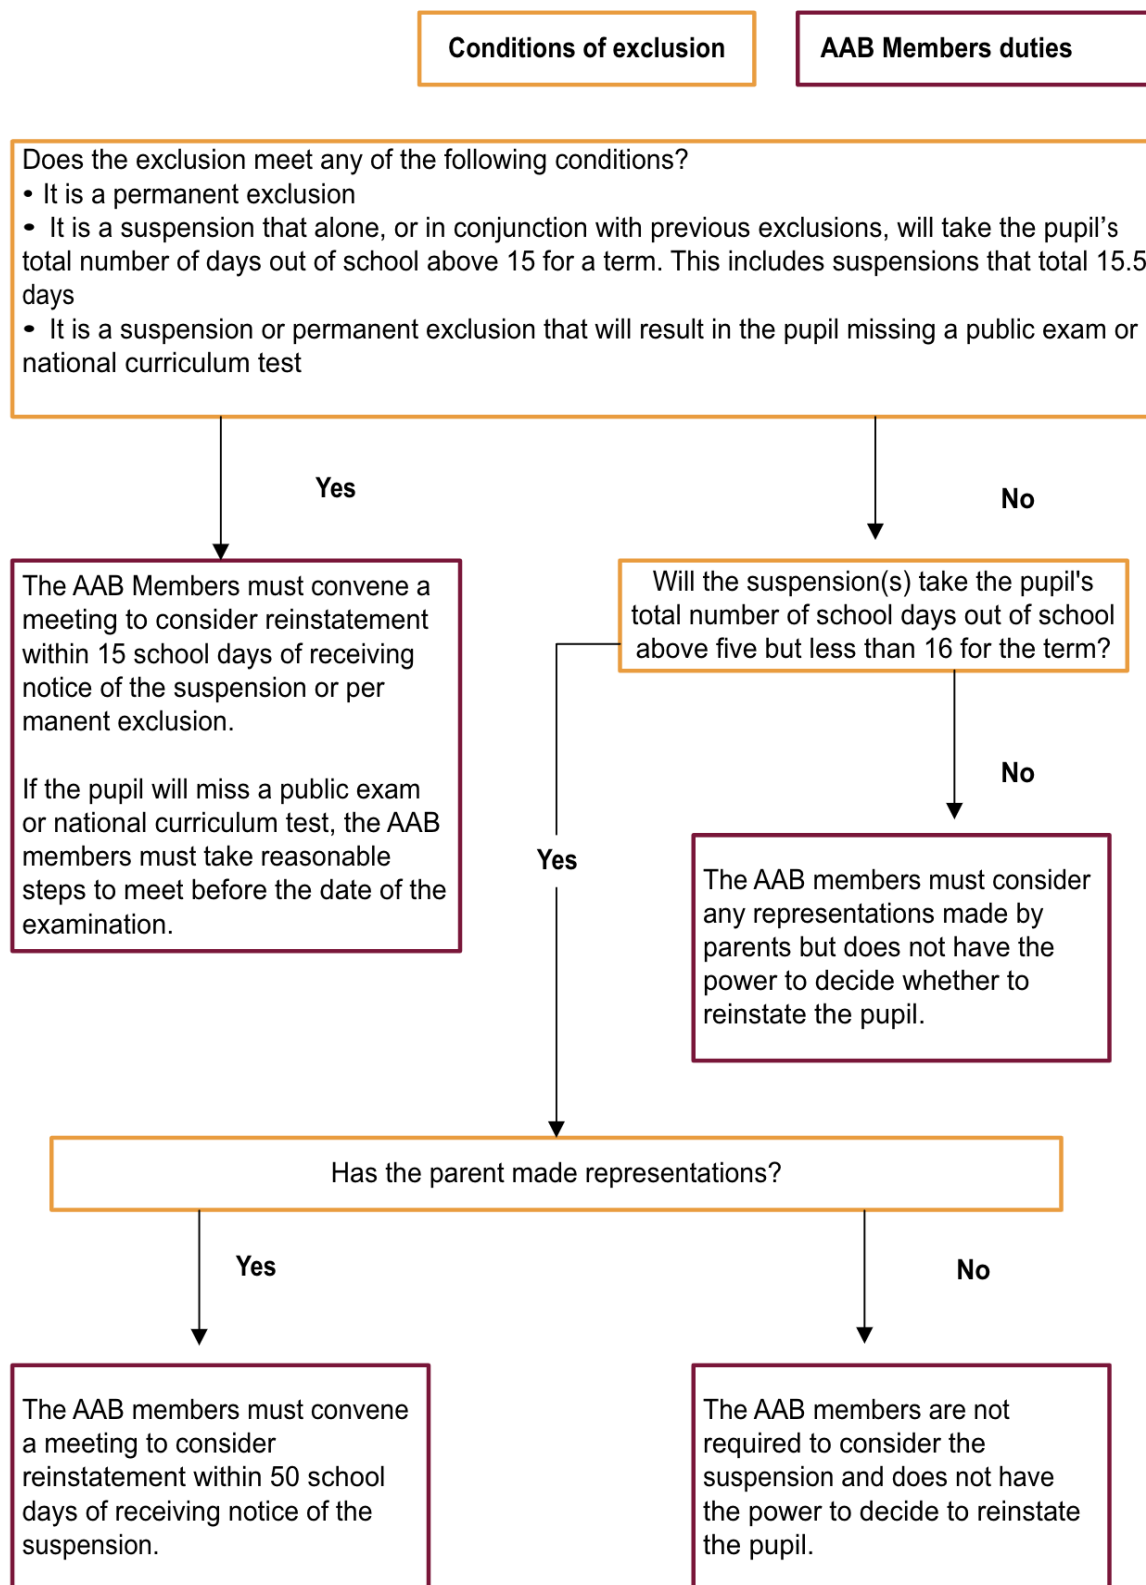 Conditions of exclusion
AAB Members duties
Does the exclusion meet any of the following conditions?
• It is a permanent exclusion
• It is a suspension that alone, or in conjunction with previous exclusions, will take the pupil's
total number of days out of school above 15 for a term. This includes suspensions that total 15.5
days
• It is a suspension or permanent exclusion that will result in the pupil missing a public exam or
national curriculum test
Yes
No
The AAB Members must convene a
meeting to consider reinstatement
within 15 school days of receiving
notice of the suspension or per
manent exclusion.
If the pupil will miss a public exam
or national curriculum test, the AAB
members must take reasonable
steps to meet before the date of the
examination.
Will the suspension(s) take the pupil's
total number of school days out of school
above five but less than 16 for the term?
No
Yes
The AAB members must consider
any representations made by
parents but does not have the
power to decide whether to
reinstate the pupil.
Has the parent made representations?
Yes
No
The AAB members must convene
a meeting to consider
reinstatement within 50 school
days of receiving notice of the
suspension.
The AAB members are not
required to consider the
suspension and does not have
the power to decide to reinstate
the pupil.